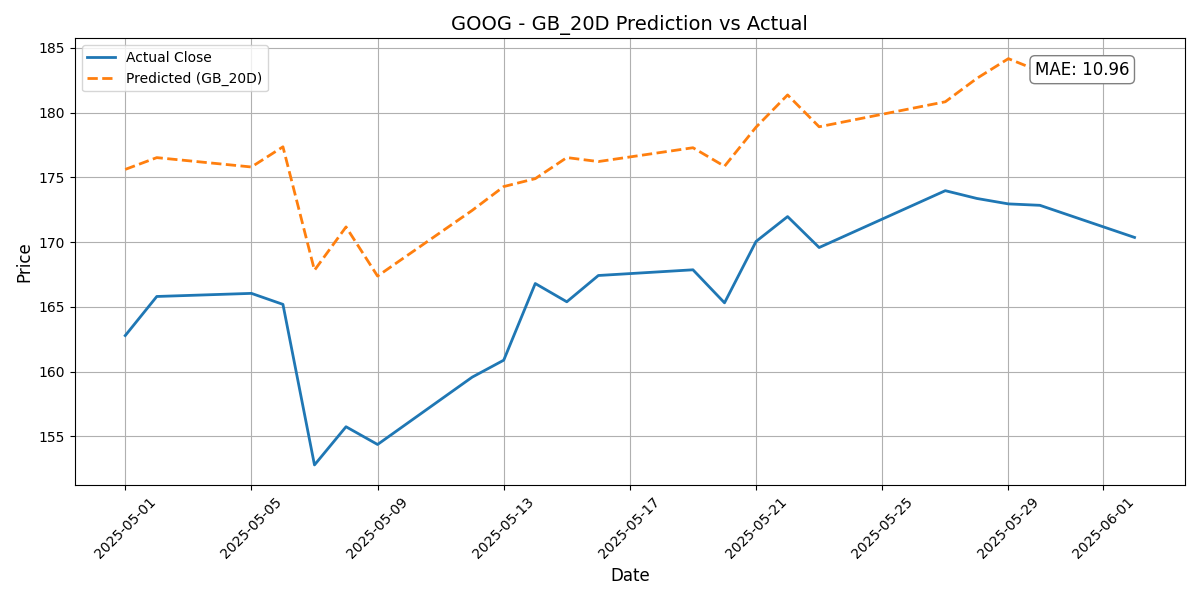 GOOG - GB_20D Prediction vs Actual
Actual Close
Predicted (GB_20D)
MAE: 10.96
Price
185
180
175
170
165
160
155
2025-05-01
2025-05-05
2025-05-09
2025-05-13
2025-05-17
2025-05-21
2025-05-25
2025-05-29
2025-06-01
Date